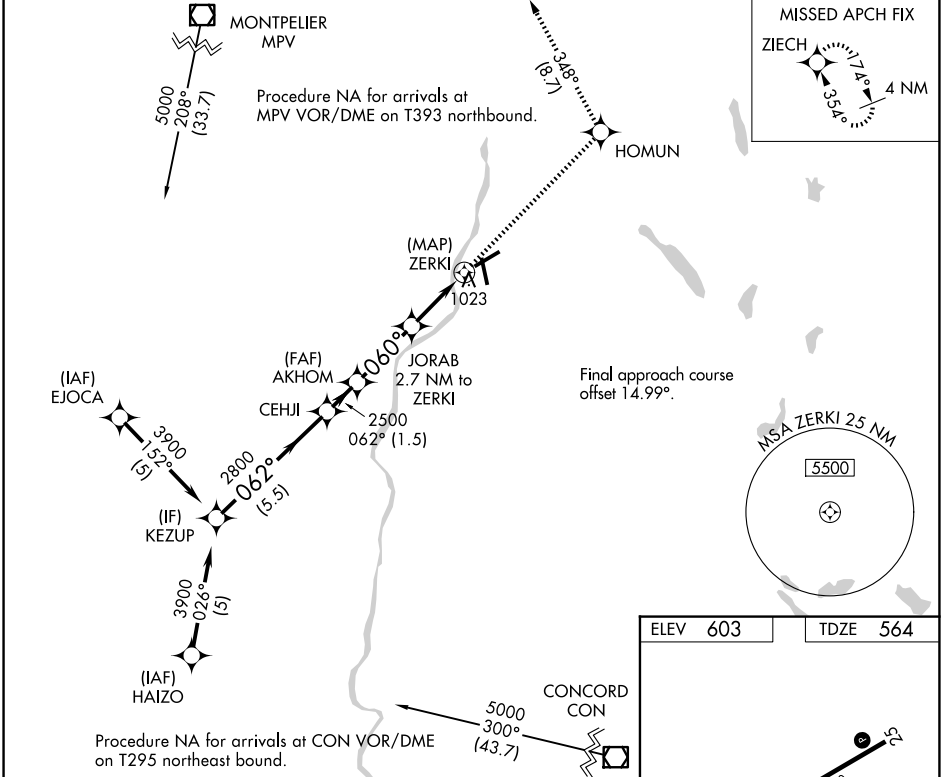 MONTPELIER
MPV
5000
208°
(33.7)
Procedure NA for arrivals at
MPV VOR/DME on T393 northbound.
348°
(8.7)
HOMUN
MISSED APCH FIX
ZIECH
174°
354°
4 NM
(MAP)
ZERKI
1023
060°
JORAB
2.7 NM to
ZERKI
(FAF)
AKHOM
CEHJI
2500
062° (1.5)
Final approach course
offset 14.99°.
(IAF)
EJOCA
3900
152°
(5)
2800
062°
(5.5)
(IF)
KEZUP
3900
026°
(5)
(IAF)
HAIZO
MSA ZERKI 25 NM
5500
CONCORD
CON
5000
300°
(43.7)
Procedure NA for arrivals at CON VOR/DME
on T295 northeast bound.
ELEV 603
TDZE 564
P
25